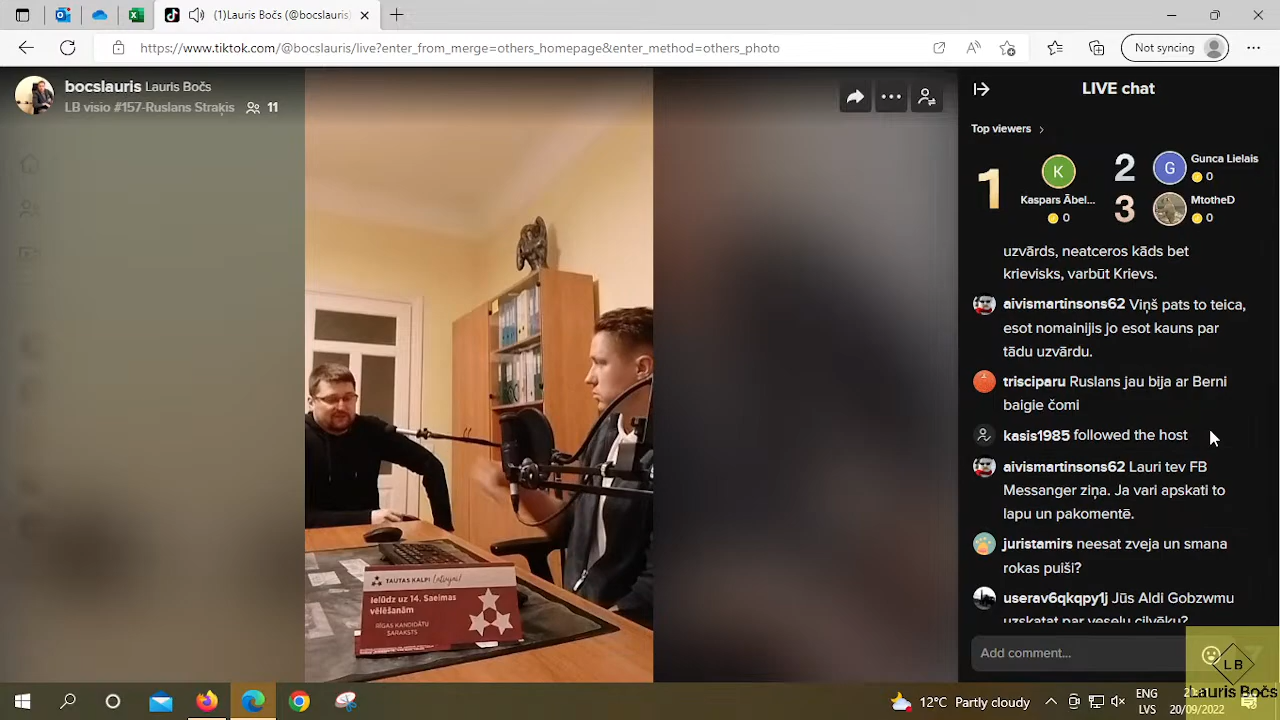 (1)Lauris Bočs (@bocslauris)
https://www.tiktok.com/@bocslauris/live?enter_from_merge=others_homepage&enter_method=others_photo
Not syncing
bocslauris Lauris Bočs
LB visio #157-Ruslans Straķis 11
LIVE chat
Top viewers
1 K Kaspars Ābel... 0
2 G Gunca Lielais 0
3 MtotheD 0
uzvārds, neatceros kāds bet
krievisks, varbūt Krievs.
aivismartinsons62 Viņš pats to teica,
esot nomainijis jo esot kauns par
tādu uzvārdu.
trisciparu Ruslans jau bija ar Berni
baigie čomi
kasis1985 followed the host
aivismartinsons62 Lauri tev FB
Messanger ziņa. Ja vari apskati to
lapu un pakomentē.
juristamirs neesat zveja un smana
rokas puiši?
userav6qkqpy1j Jūs Aldi Gobzwmu
uzskatat par veselu cilvēku?
Add comment...
TAUTAS KALPI Latvijai
Ielūdz uz 14. Saeimas
vēlēšanām
RĪGAS KANDIDĀTU
SARAKSTS
LB
Lauris Bočs
12°C Partly cloudy
ENG
LVS
20/09/2022